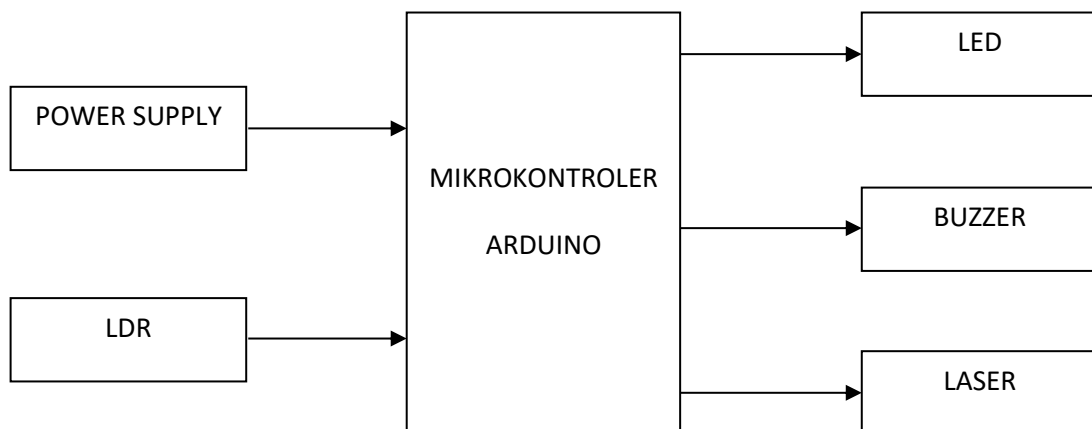 POWER SUPPLY
LDR
MIKROKONTROLER
ARDUINO
LED
BUZZER
LASER